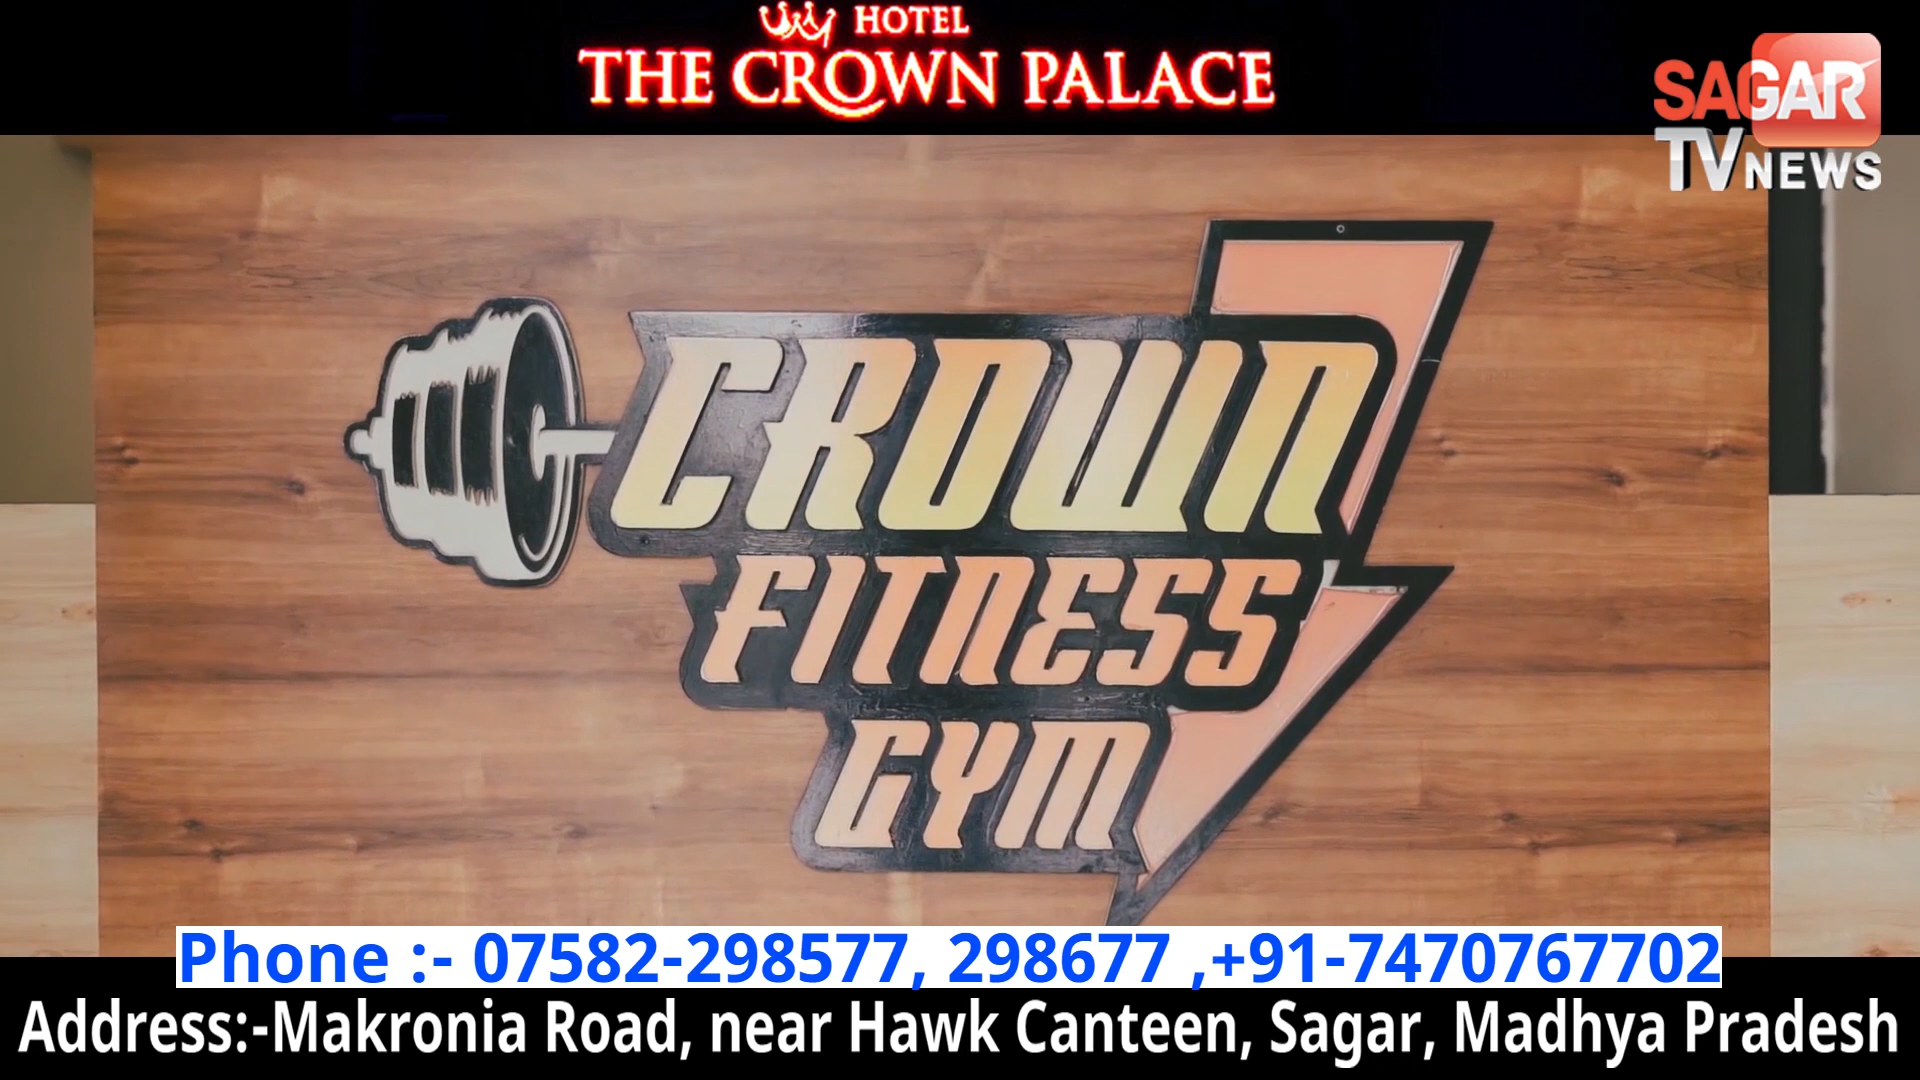 HOTEL
THE CROWN PALACE
SAGAR
TV NEWS
CROWN
FITNESS
GYM
Phone :- 07582-298577, 298677 ,+91-7470767702
Address:-Makronia Road, near Hawk Canteen, Sagar, Madhya Pradesh